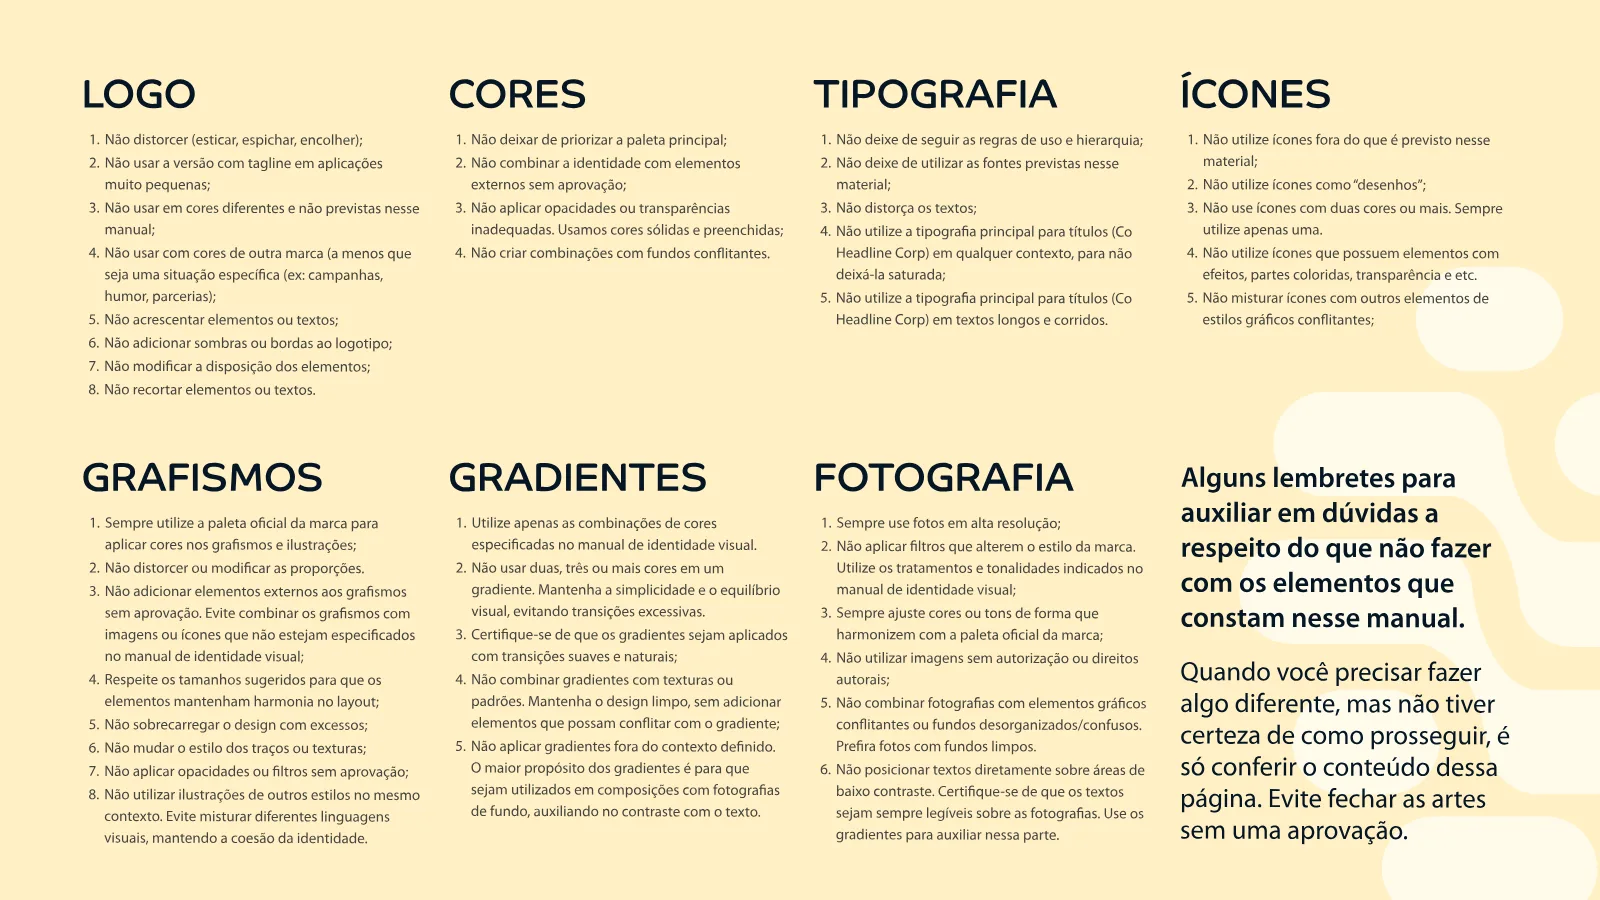 LOGO
1. Não distorcer (esticar, espichar, encolher);
2. Não usar a versão com tagline em aplicações
muito pequenas;
3. Não usar em cores diferentes e não previstas nesse
manual;
4. Não usar com cores de outra marca (a menos que
seja uma situação específica (ex: campanhas,
humor, parcerias);
5. Não acrescentar elementos ou textos;
6. Não adicionar sombras ou bordas ao logotipo;
7. Não modificar a disposição dos elementos;
8. Não recortar elementos ou textos.
CORES
1. Não deixar de priorizar a paleta principal;
2. Não combinar a identidade com elementos
externos sem aprovação;
3. Não aplicar opacidades ou transparências
inadequadas. Usamos cores sólidas e preenchidas;
4. Não criar combinações com fundos conflitantes.
TIPOGRAFIA
1. Não deixe de seguir as regras de uso e hierarquia;
2. Não deixe de utilizar as fontes previstas nesse
material;
3. Não distorça os textos;
4. Não utilize a tipografia principal para títulos (Co
Headline Corp) em qualquer contexto, para não
deixá-la saturada;
5. Não utilize a tipografia principal para títulos (Co
Headline Corp) em textos longos e corridos.
ÍCONES
1. Não utilize ícones fora do que é previsto nesse
material;
2. Não utilize ícones como “desenhos”;
3. Não use ícones com duas cores ou mais. Sempre
utilize apenas uma.
4. Não utilize ícones que possuem elementos com
efeitos, partes coloridas, transparência e etc.
5. Não misturar ícones com outros elementos de
estilos gráficos conflitantes;
GRAFISMOS
1. Sempre utilize a paleta oficial da marca para
aplicar cores nos grafismos e ilustrações;
2. Não distorcer ou modificar as proporções.
3. Não adicionar elementos externos aos grafismos
sem aprovação. Evite combinar os grafismos com
imagens ou ícones que não estejam especificados
no manual de identidade visual;
4. Respeite os tamanhos sugeridos para que os
elementos mantenham harmonia no layout;
5. Não sobrecarregar o design com excessos;
6. Não mudar o estilo dos traços ou texturas;
7. Não aplicar opacidades ou filtros sem aprovação;
8. Não utilizar ilustrações de outros estilos no mesmo
contexto. Evite misturar diferentes linguagens
visuais, mantendo a coesão da identidade.
GRADIENTES
1. Utilize apenas as combinações de cores
especificadas no manual de identidade visual.
2. Não usar duas, três ou mais cores em um
gradiente. Mantenha a simplicidade e o equilíbrio
visual, evitando transições excessivas.
3. Certifique-se de que os gradientes sejam aplicados
com transições suaves e naturais;
4. Não combinar gradientes com texturas ou
padrões. Mantenha o design limpo, sem adicionar
elementos que possam conflitar com o gradiente;
5. Não aplicar gradientes fora do contexto definido.
O maior propósito dos gradientes é para que
sejam utilizados em composições com fotografias
de fundo, auxiliando no contraste com o texto.
FOTOGRAFIA
1. Sempre use fotos em alta resolução;
2. Não aplicar filtros que alterem o estilo da marca.
Utilize os tratamentos e tonalidades indicados no
manual de identidade visual;
3. Sempre ajuste cores ou tons de forma que
harmonizem com a paleta oficial da marca;
4. Não utilizar imagens sem autorização ou direitos
autorais;
5. Não combinar fotografias com elementos gráficos
conflitantes ou fundos desorganizados/confusos.
Prefira fotos com fundos limpos.
6. Não posicionar textos diretamente sobre áreas de
baixo contraste. Certifique-se de que os textos
sejam sempre legíveis sobre as fotografias. Use os
gradientes para auxiliar nessa parte.
Alguns lembretes para
auxiliar em dúvidas a
respeito do que não fazer
com os elementos que
constam nesse manual.
Quando você precisar fazer
algo diferente, mas não tiver
certeza de como prosseguir, é
só conferir o conteúdo dessa
página. Evite fechar as artes
sem uma aprovação.